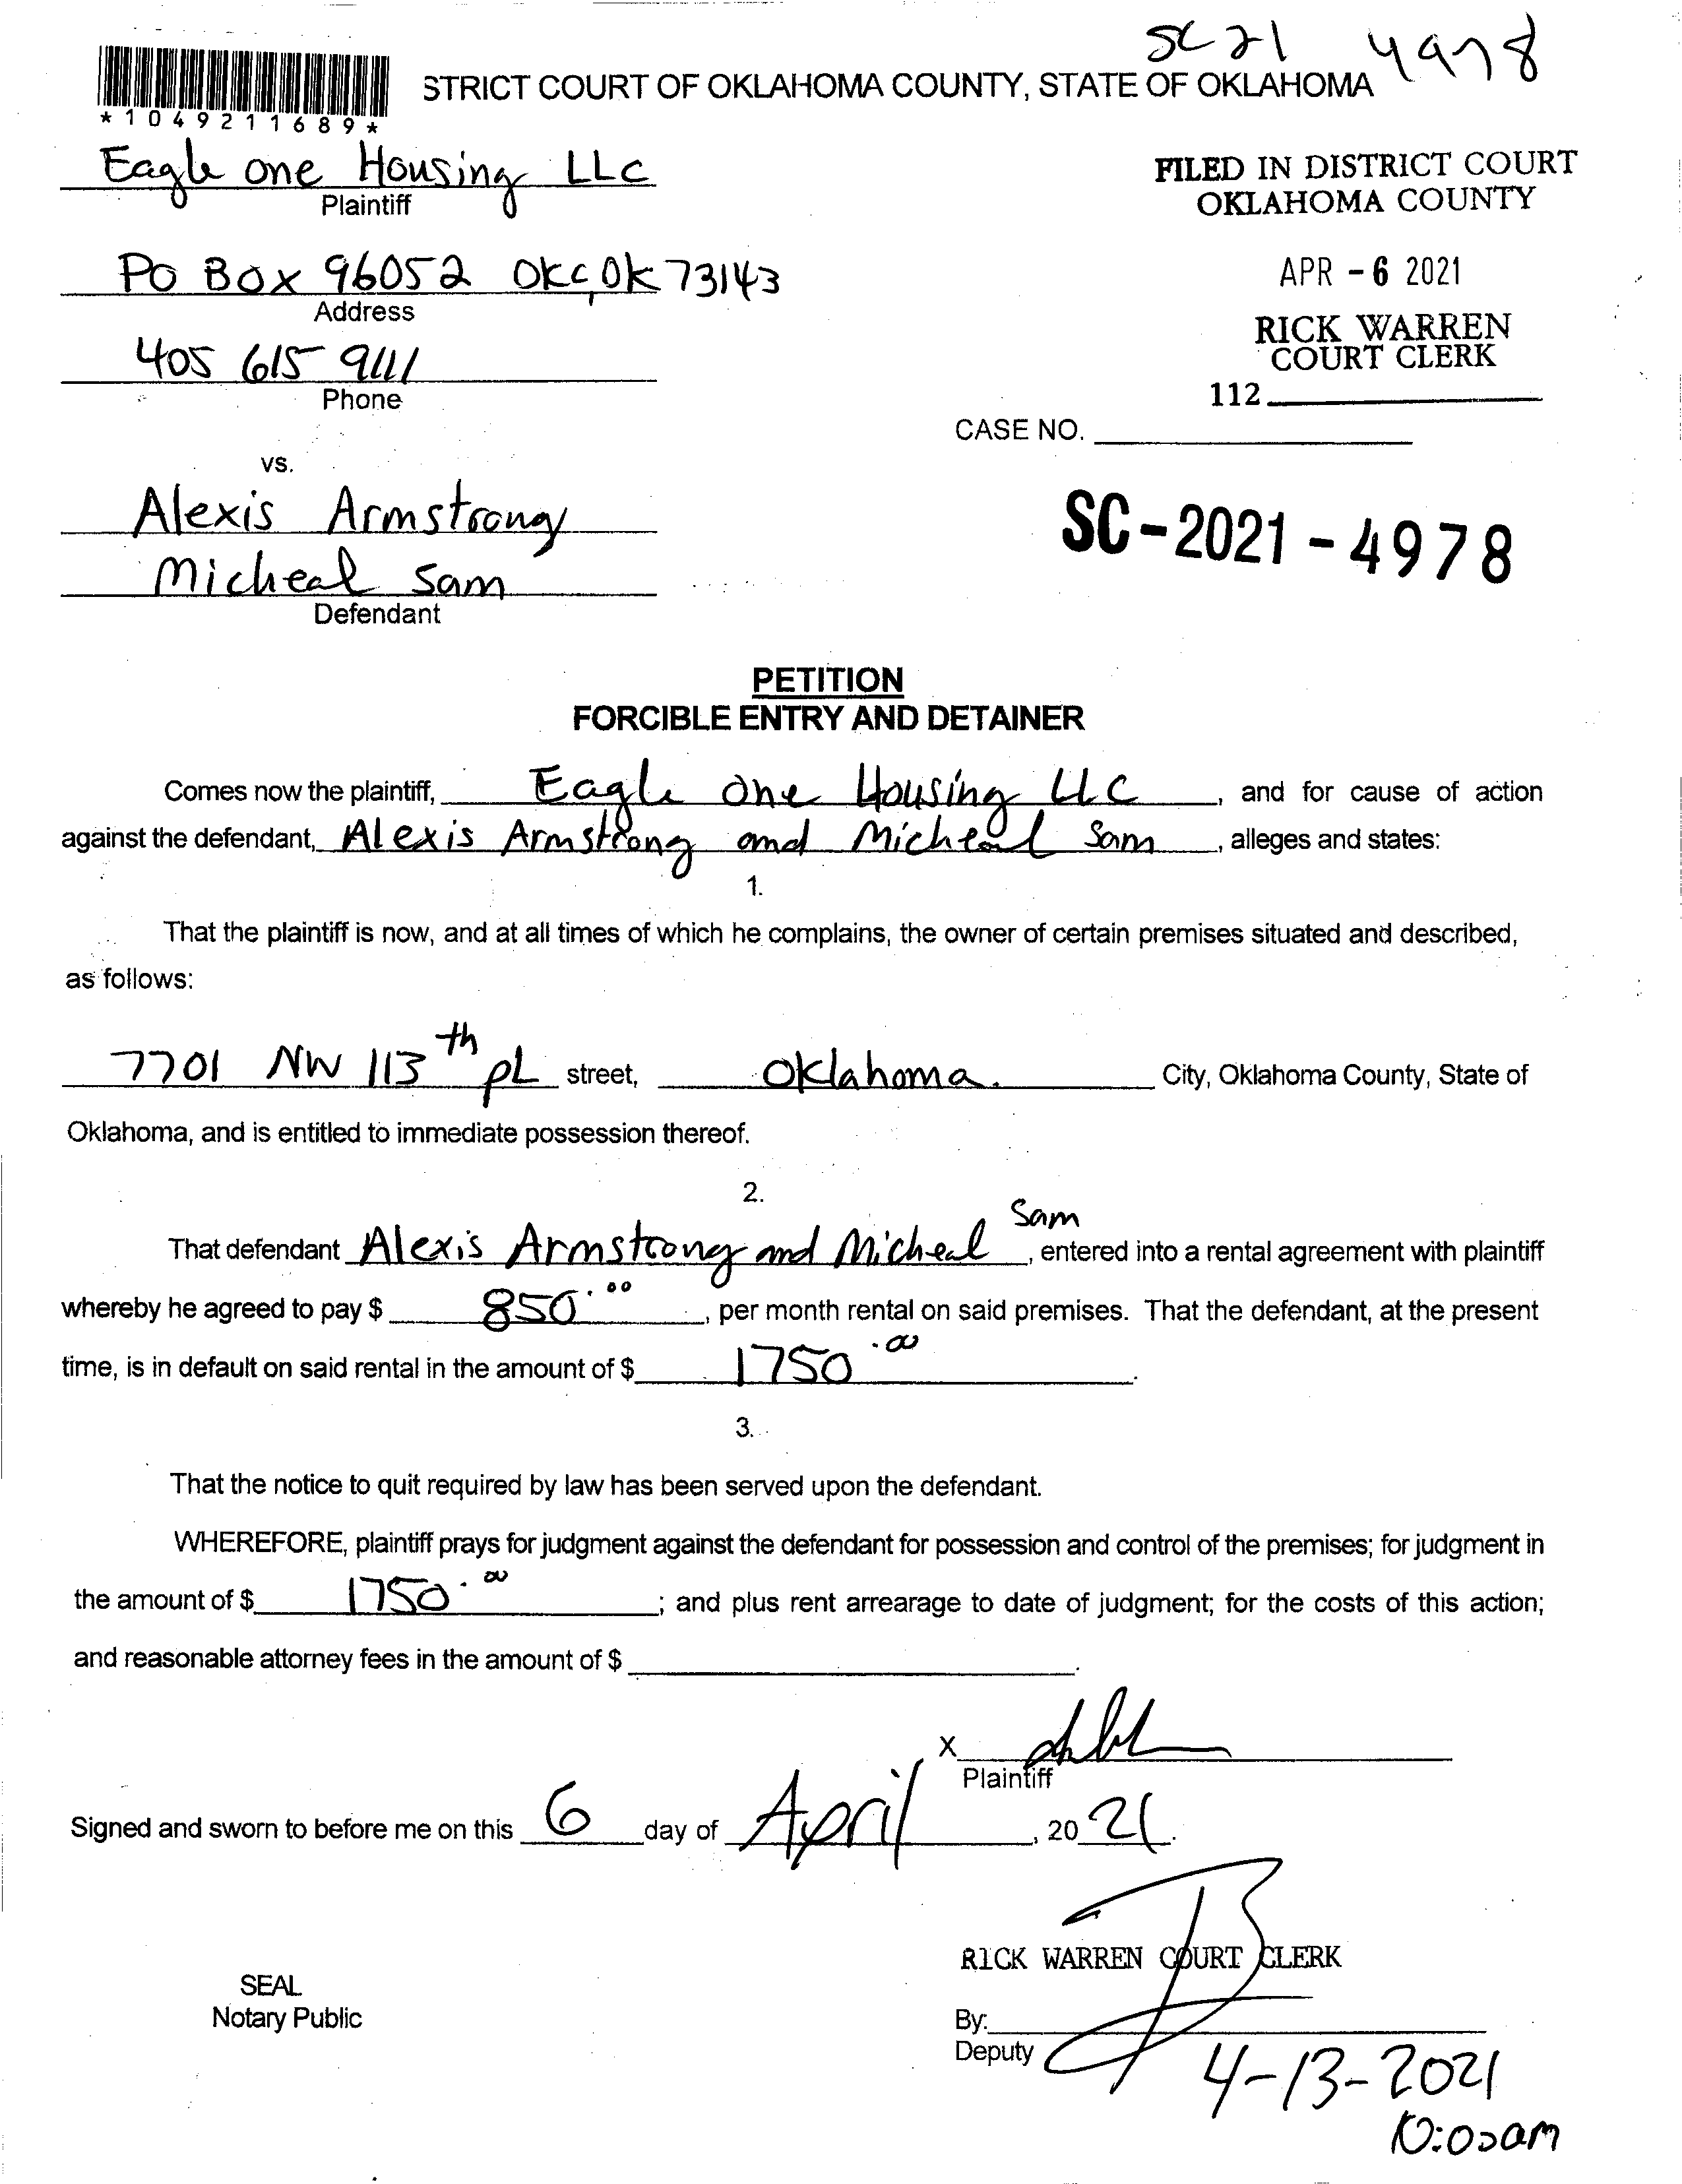 SC 21 4978
STRICT COURT OF OKLAHOMA COUNTY, STATE OF OKLAHOMA
*1049211689*
Eagle one Housing LLC
Plaintiff
FILED IN DISTRICT COURT
OKLAHOMA COUNTY
PO BOX 96052 OKC, OK 73143
Address
APR - 6 2021
405 615 9111
Phone
RICK WARREN
COURT CLERK
112
CASE NO.
vs.
Alexis Armstrong
Micheal Sam
Defendant
SC-2021-4978
PETITION
FORCIBLE ENTRY AND DETAINER
Comes now the plaintiff, Eagle One Housing LLC, and for cause of action
against the defendant, Alexis Armstrong and Micheal Sam, alleges and states:
1.
That the plaintiff is now, and at all times of which he complains, the owner of certain premises situated and described,
as follows:
7701 NW 113th PL street, Oklahoma. City, Oklahoma County, State of
Oklahoma, and is entitled to immediate possession thereof.
2.
That defendant Alexis Armstrong and Micheal Sam, entered into a rental agreement with plaintiff
whereby he agreed to pay $ 850.00, per month rental on said premises. That the defendant, at the present
time, is in default on said rental in the amount of $ 1750.00.
3.
That the notice to quit required by law has been served upon the defendant.
WHEREFORE, plaintiff prays for judgment against the defendant for possession and control of the premises; for judgment in
the amount of $ 1750.00; and plus rent arrearage to date of judgment; for the costs of this action;
and reasonable attorney fees in the amount of $.
X
Plaintiff
Signed and sworn to before me on this 6 day of April, 2021.
RICK WARREN COURT CLERK
SEAL
Notary Public
By:
Deputy
4-13-2021
10:00am